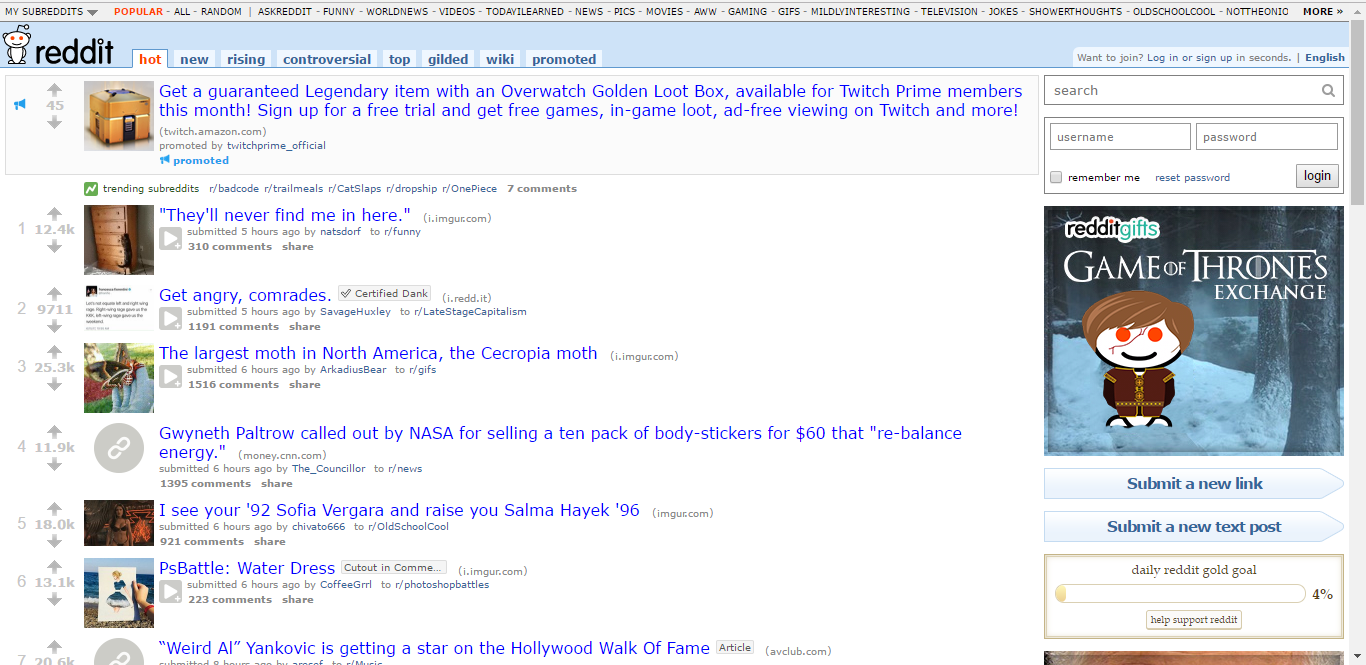 MY SUBREDDITS POPULAR - ALL - RANDOM | ASKREDDIT - FUNNY - WORLDNEWS - VIDEOS - TODAYILEARNED - NEWS - PICS - MOVIES - AWW - GAMING - GIFS - MILDLYINTERESTING - TELEVISION - JOKES - SHOWERTHOUGHTS - OLDSCHOOLCOOL - NOTTHEONIO MORE »
reddit hot new rising controversial top gilded wiki promoted
Want to join? Log in or sign up in seconds. | English
45
Get a guaranteed Legendary item with an Overwatch Golden Loot Box, available for Twitch Prime members
this month! Sign up for a free trial and get free games, in-game loot, ad-free viewing on Twitch and more!
(twitch.amazon.com)
promoted by twitchprime_official
promoted
trending subreddits r/badcode r/trailmeals r/CatSlaps r/dropship r/OnePiece 7 comments
1 12.4k
"They'll never find me in here." (i.imgur.com)
submitted 5 hours ago by natsdorf to r/funny
310 comments share
2 9711
Get angry, comrades. Certified Dank (i.redd.it)
submitted 5 hours ago by SavageHuxley to r/LateStageCapitalism
1191 comments share
3 25.3k
The largest moth in North America, the Cecropia moth (i.imgur.com)
submitted 6 hours ago by ArkadiusBear to r/gifs
1516 comments share
4 11.9k
Gwyneth Paltrow called out by NASA for selling a ten pack of body-stickers for $60 that "re-balance
energy." (money.cnn.com)
submitted 6 hours ago by The_Councillor to r/news
1395 comments share
5 18.0k
I see your '92 Sofia Vergara and raise you Salma Hayek '96 (imgur.com)
submitted 6 hours ago by chivato666 to r/OldSchoolCool
921 comments share
6 13.1k
PsBattle: Water Dress Cutout in Comme... (i.imgur.com)
submitted 6 hours ago by CoffeeGrrl to r/photoshopbattles
223 comments share
7 20.6k
“Weird Al” Yankovic is getting a star on the Hollywood Walk Of Fame Article (avclub.com)
submitted 8 hours ago by aresef to r/Music
search
username password
remember me reset password login
redditgifts
GAME OF THRONES
EXCHANGE
Submit a new link
Submit a new text post
daily reddit gold goal
4%
help support reddit